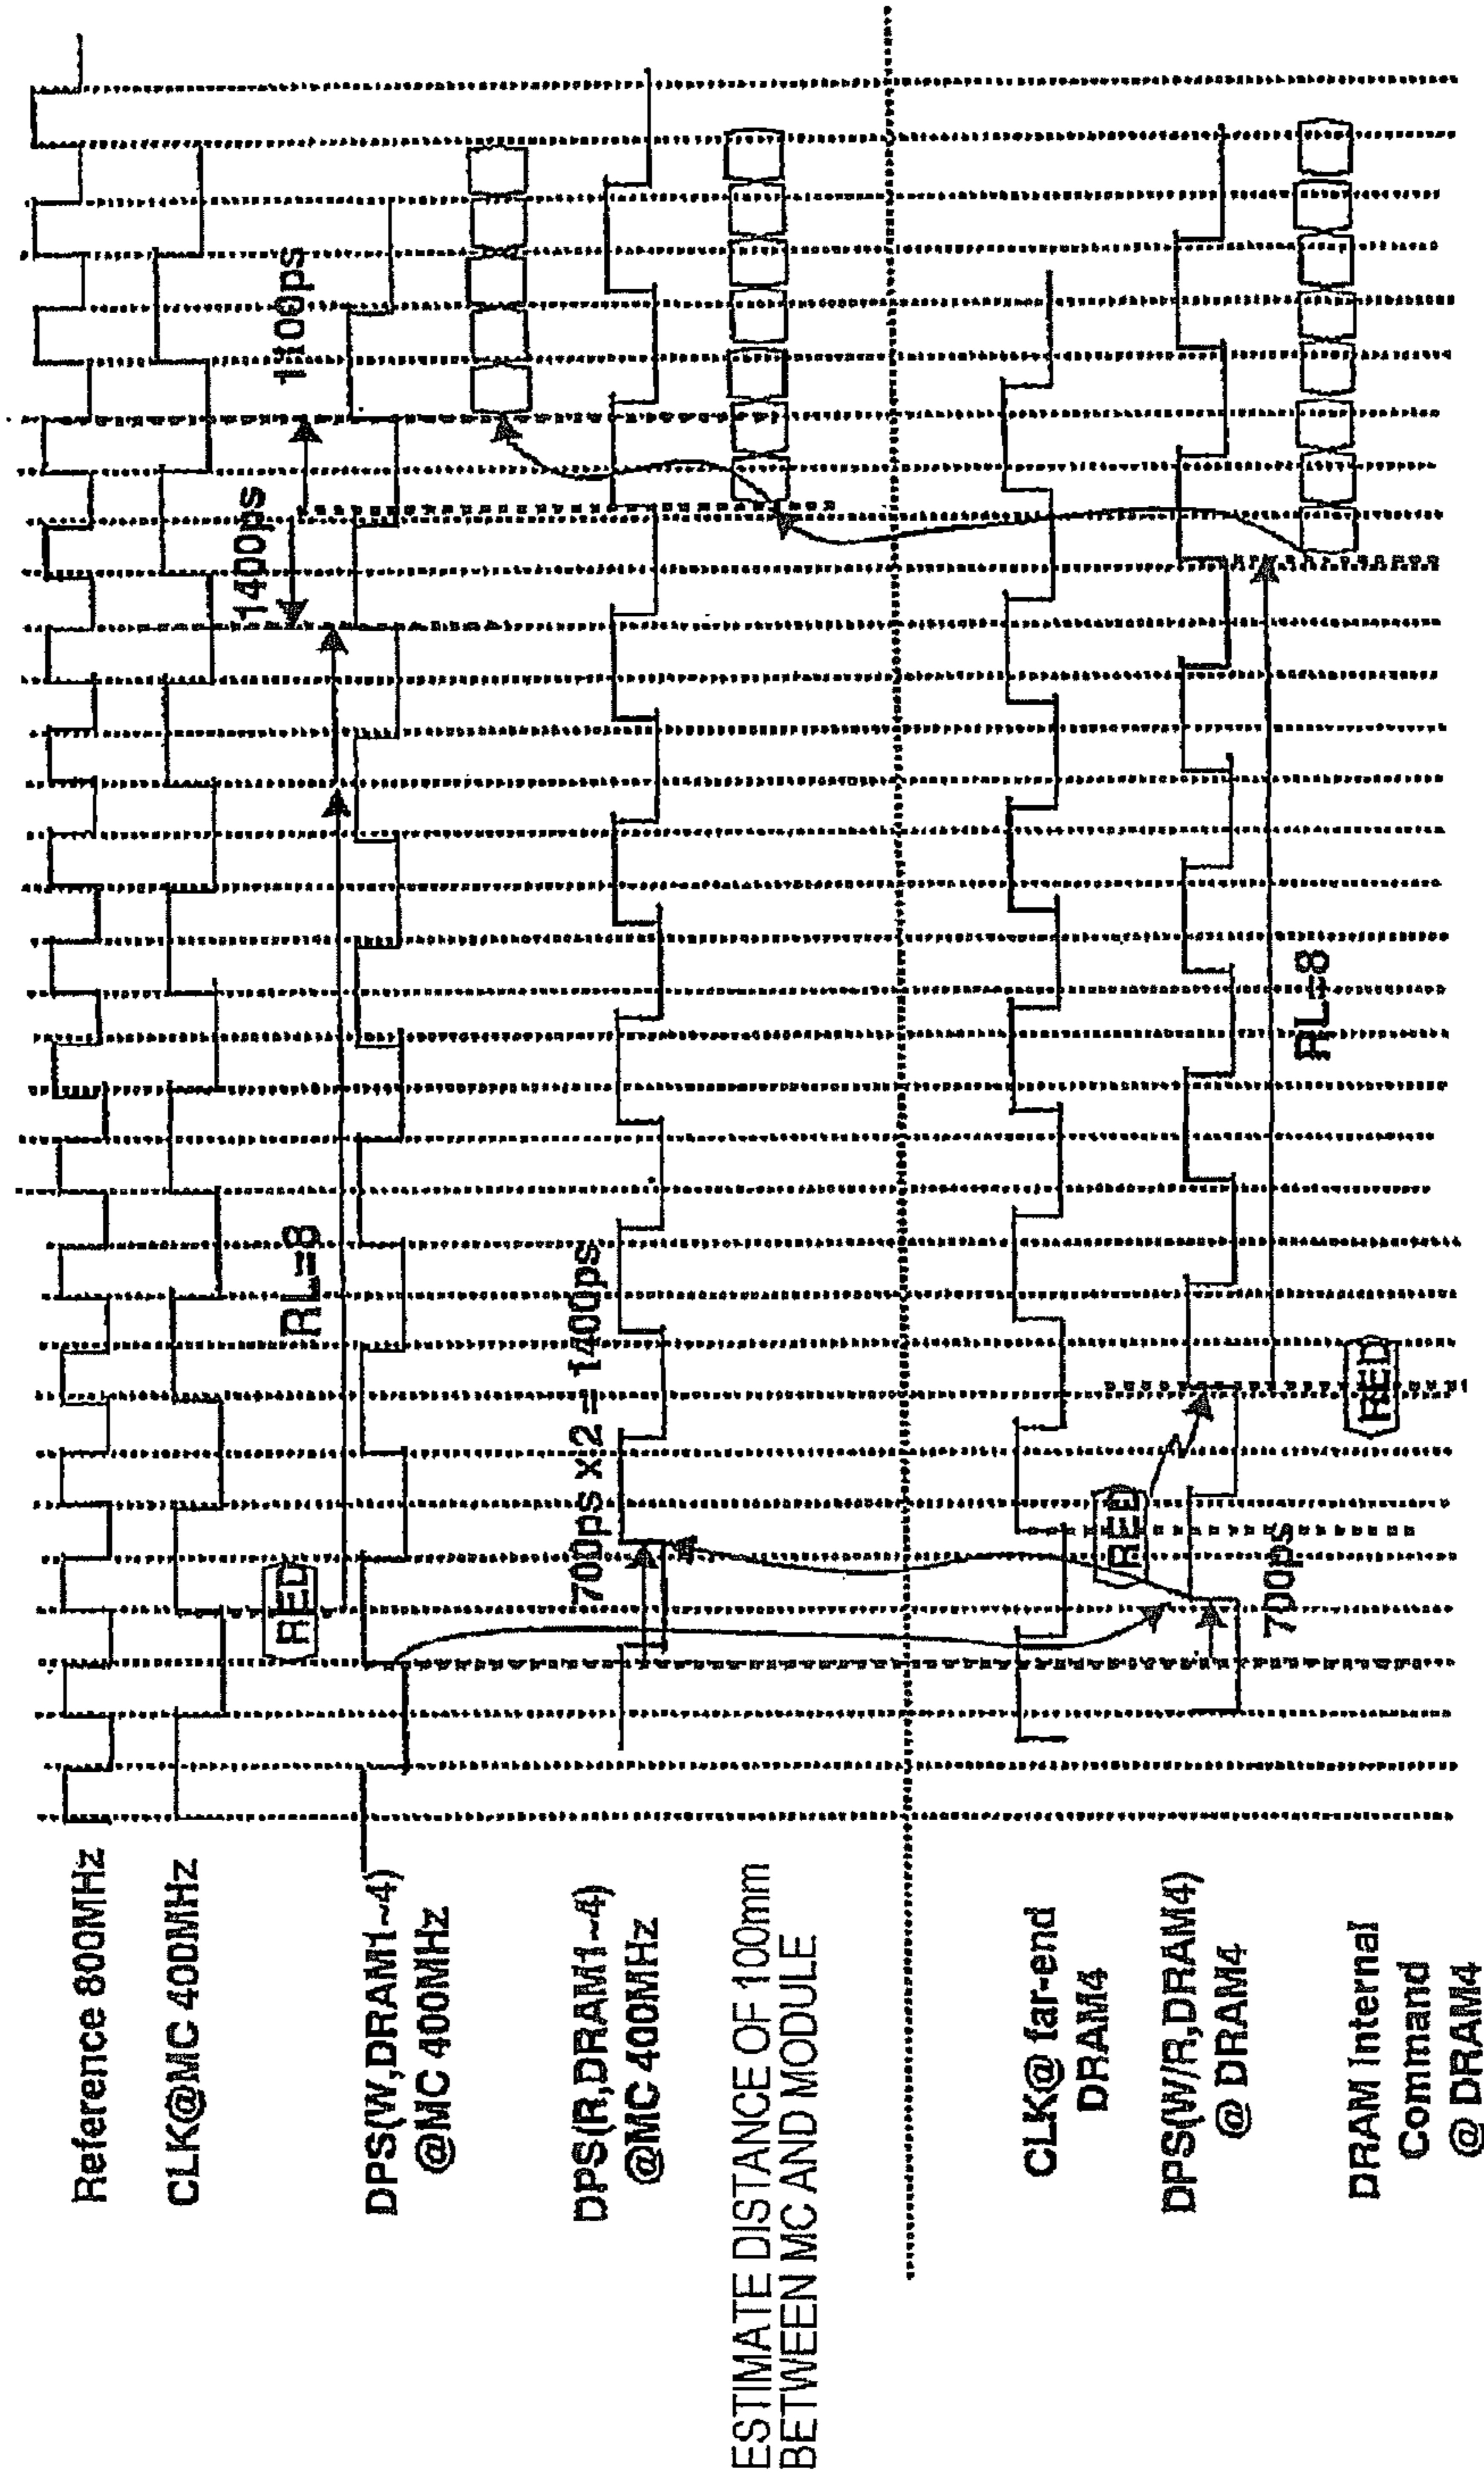 Reference 800MHz
CLK@MC 400MHz
RED
RL=8
1400ps
1100ps
DPS(W,DRAM1~4)
@MC 400MHz
DPS(R,DRAM1~4)
@MC 400MHz
700ps x2 = 1400ps
ESTIMATE DISTANCE OF 100mm
BETWEEN MC AND MODULE
CLK@ far-end
DRAM4
RED
DPS(W/R,DRAM4)
@ DRAM4
700ps
RL=8
DRAM Internal
Command
@ DRAM4
RED